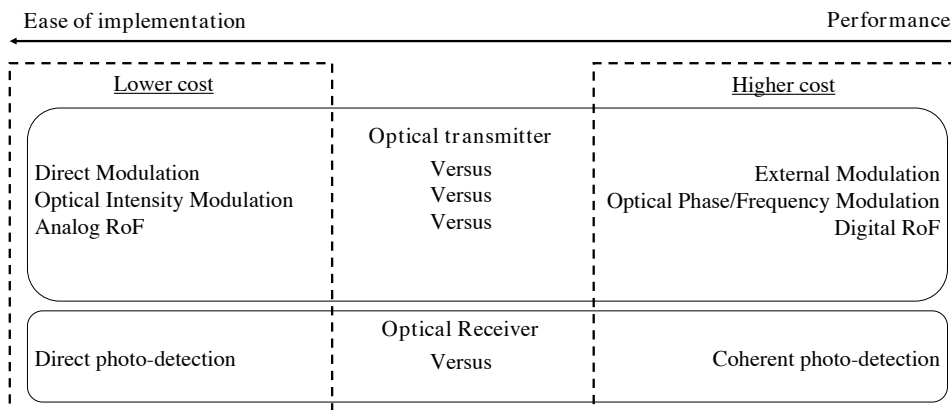 Ease of implementation Performance
Lower cost Higher cost
Optical transmitter
Direct Modulation Versus External Modulation
Optical Intensity Modulation Versus Optical Phase/Frequency Modulation
Analog RoF Versus Digital RoF
Optical Receiver
Direct photo-detection Versus Coherent photo-detection